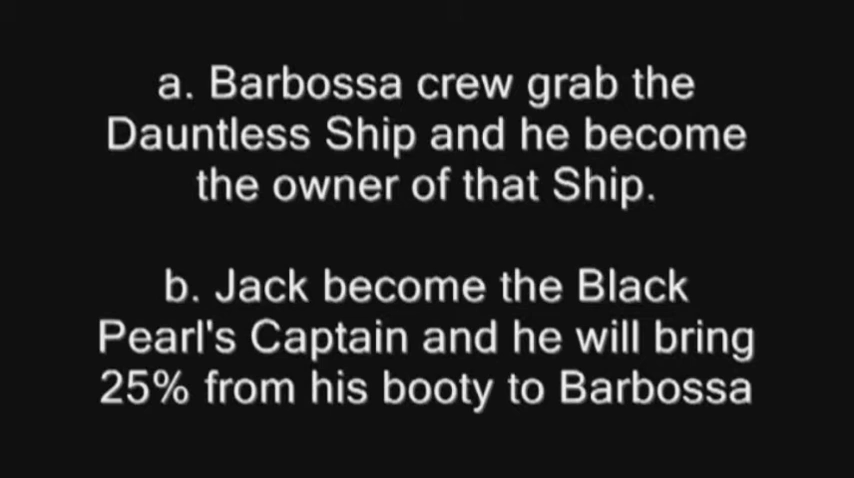 a. Barbossa crew grab the
Dauntless Ship and he become
the owner of that Ship.
b. Jack become the Black
Pearl's Captain and he will bring
25% from his booty to Barbossa